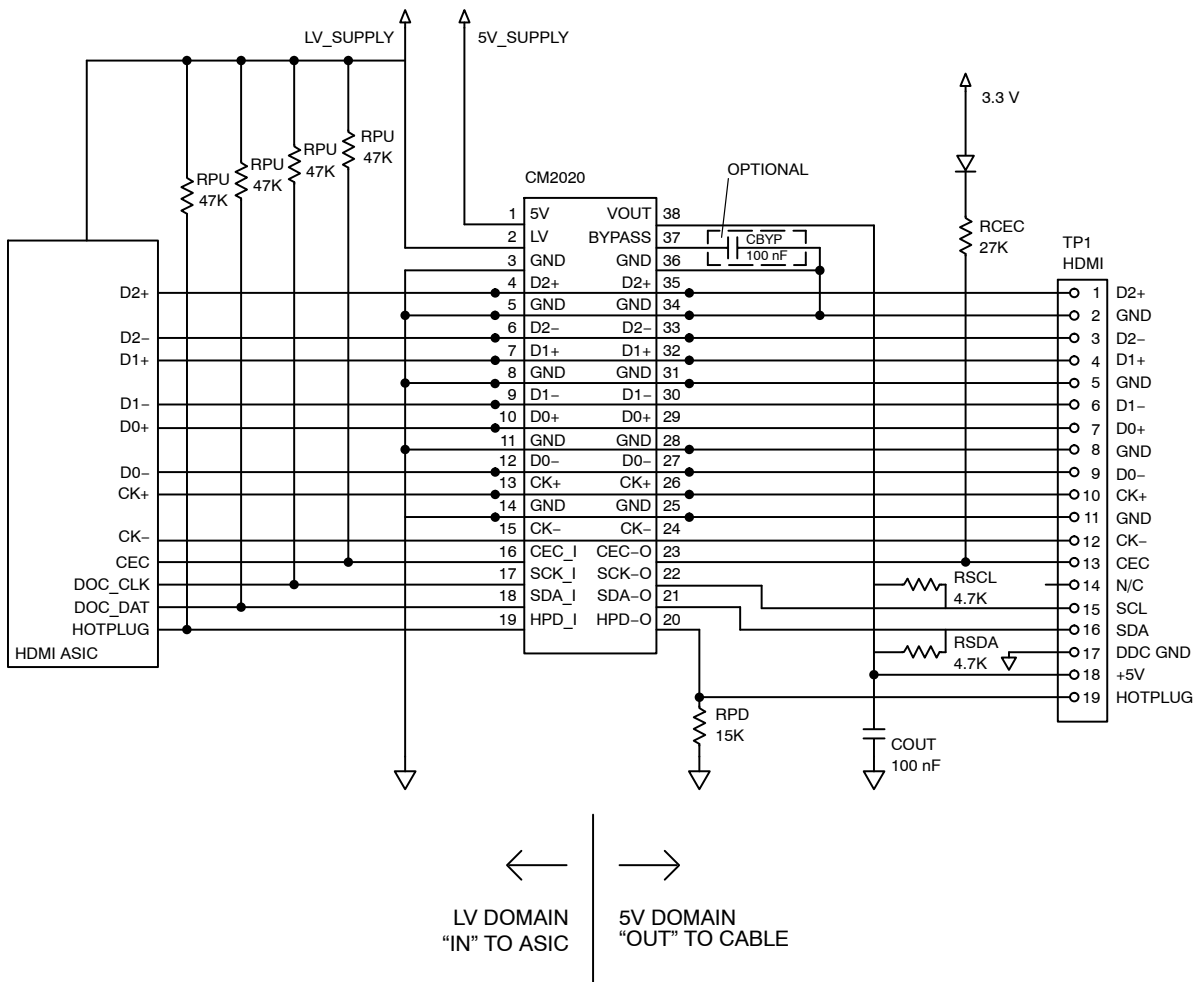 LV_SUPPLY
5V_SUPPLY
3.3 V
RPU
47K
RPU
47K
RPU
47K
RPU
47K
OPTIONAL
CM2020
CBYP
100 nF
RCEC
27K
TP1
HDMI
1 5V VOUT 38
2 LV BYPASS 37
3 GND GND 36
4 D2+ D2+ 35
5 GND GND 34
6 D2− D2− 33
7 D1+ D1+ 32
8 GND GND 31
9 D1− D1− 30
10 D0+ D0+ 29
11 GND GND 28
12 D0− D0− 27
13 CK+ CK+ 26
14 GND GND 25
15 CK− CK− 24
16 CEC_I CEC−O 23
17 SCK_I SCK−O 22
18 SDA_I SDA−O 21
19 HPD_I HPD−O 20
D2+
D2−
D1+
D1−
D0+
D0−
CK+
CK−
CEC
DOC_CLK
DOC_DAT
HOTPLUG
HDMI ASIC
1 D2+
2 GND
3 D2−
4 D1+
5 GND
6 D1−
7 D0+
8 GND
9 D0−
10 CK+
11 GND
12 CK−
13 CEC
14 N/C
15 SCL
16 SDA
17 DDC GND
18 +5V
19 HOTPLUG
RSCL
4.7K
RSDA
4.7K
RPD
15K
COUT
100 nF
LV DOMAIN
“IN” TO ASIC
5V DOMAIN
“OUT” TO CABLE